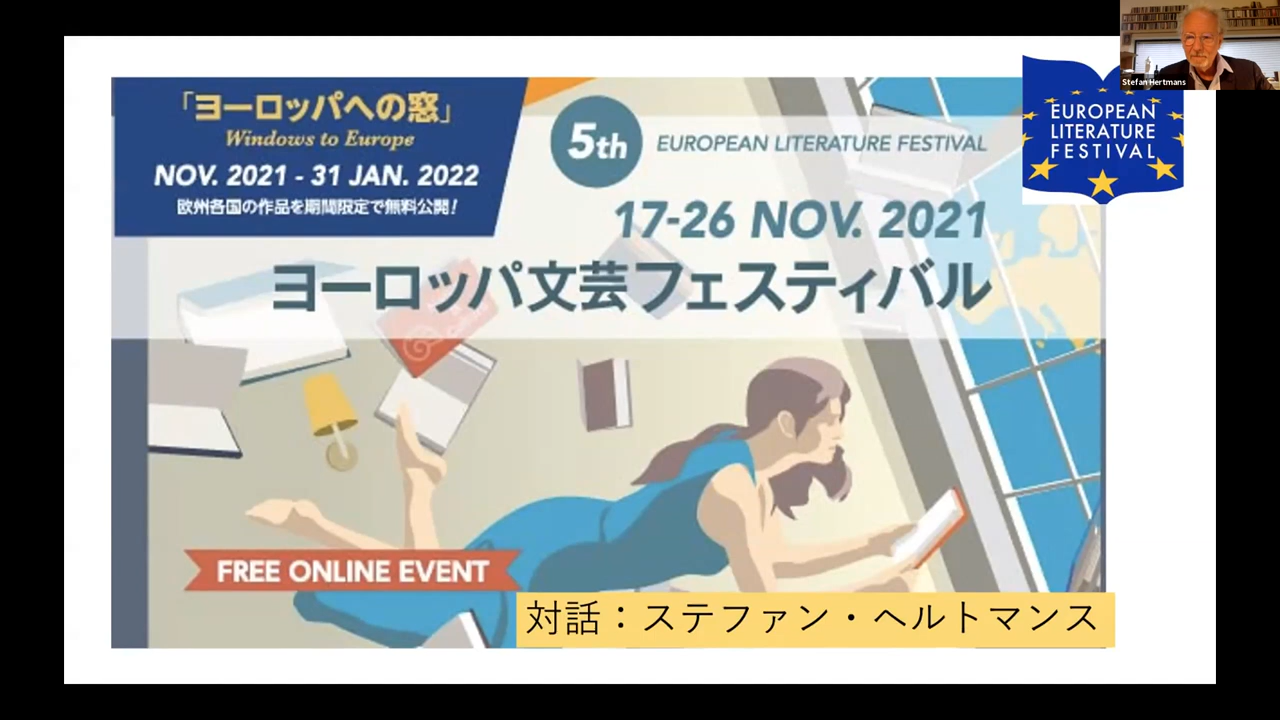 「ヨーロッパへの窓」
Windows to Europe
NOV. 2021 - 31 JAN. 2022
欧州各国の作品を期間限定で無料公開!
5th
EUROPEAN LITERATURE FESTIVAL
17-26 NOV. 2021
ヨーロッパ文芸フェスティバル
FREE ONLINE EVENT
対話：ステファン・ヘルトマンス
Stefan Hertmans
EUROPEAN
LITERATURE
FESTIVAL